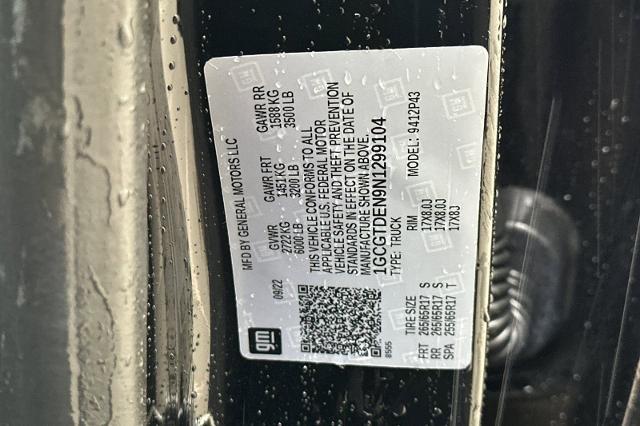 MFD BY GENERAL MOTORS LLC
09/22
GVWR GAWR FRT GAWR RR
2722 KG 1451 KG 1588 KG
6000 LB 3200 LB 3500 LB
THIS VEHICLE CONFORMS TO ALL
APPLICABLE U.S. FEDERAL MOTOR
VEHICLE SAFETY AND THEFT PREVENTION
STANDARDS IN EFFECT ON THE DATE OF
MANUFACTURE SHOWN ABOVE.
1GCGTDEN9N1299104
TYPE: TRUCK MODEL: 9412P43
gm
8555
TIRE SIZE RIM
FRT 265/65R17 S 17X8.0J
RR 265/65R17 S 17X8.0J
SPA 255/65R17 T 17X8J